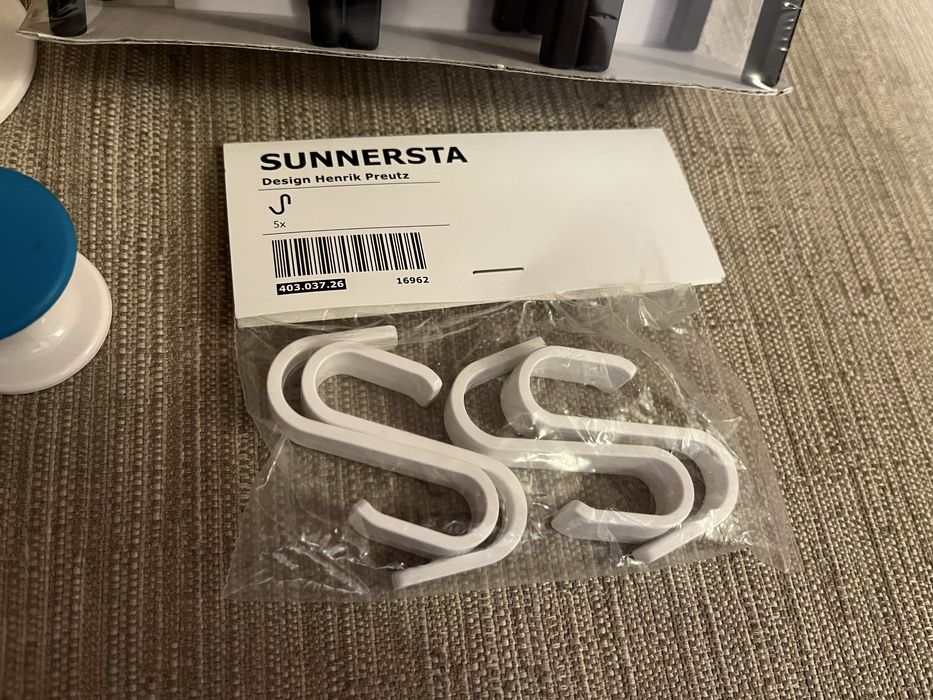 SUNNERSTA
Design Henrik Preutz
5x
403.037.26 16962